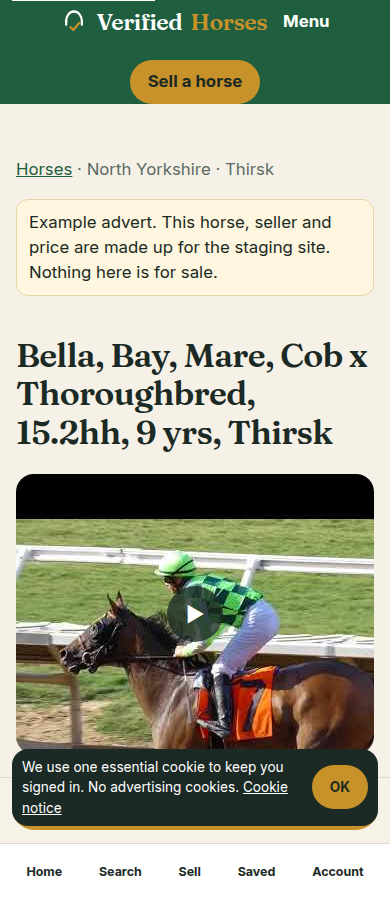 Verified Horses
Menu
Sell a horse
Horses · North Yorkshire · Thirsk
Example advert. This horse, seller and
price are made up for the staging site.
Nothing here is for sale.
Bella, Bay, Mare, Cob x
Thoroughbred,
15.2hh, 9 yrs, Thirsk
7
We use one essential cookie to keep you
signed in. No advertising cookies. Cookie
notice
OK
Home
Search
Sell
Saved
Account